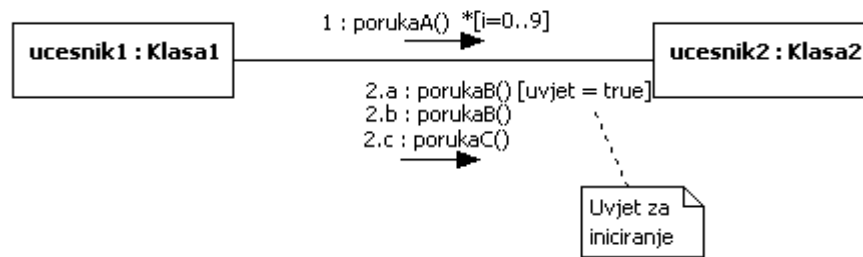 1 : porukaA() *[i=0..9]
ucesnik1 : Klasa1
ucesnik2 : Klasa2
2.a : porukaB() [uvjet = true]
2.b : porukaB()
2.c : porukaC()
Uvjet za
iniciranje